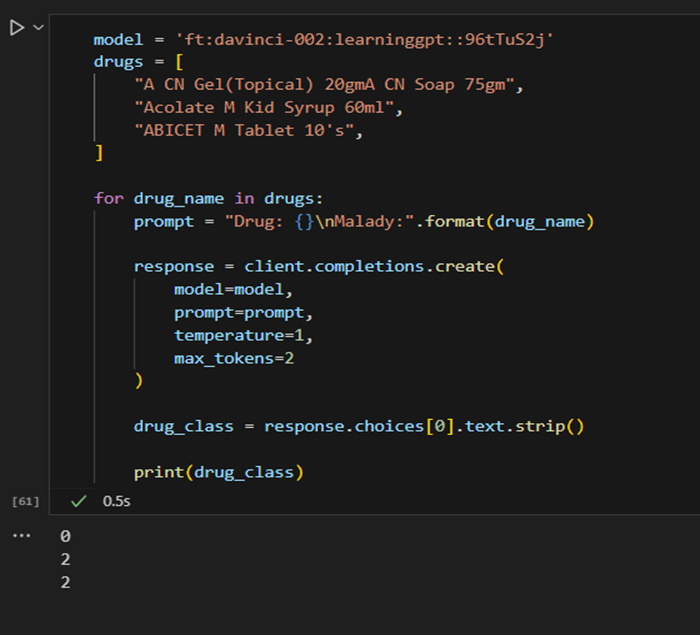 model = 'ft:davinci-002:learninggpt::96tTuS2j'
drugs = [
    "A CN Gel(Topical) 20gmA CN Soap 75gm",
    "Acolate M Kid Syrup 60ml",
    "ABICET M Tablet 10's",
]

for drug_name in drugs:
    prompt = "Drug: {}\nMalady:".format(drug_name)

    response = client.completions.create(
        model=model,
        prompt=prompt,
        temperature=1,
        max_tokens=2
    )

    drug_class = response.choices[0].text.strip()

    print(drug_class)
[61] ✓ 0.5s
... 0
2
2